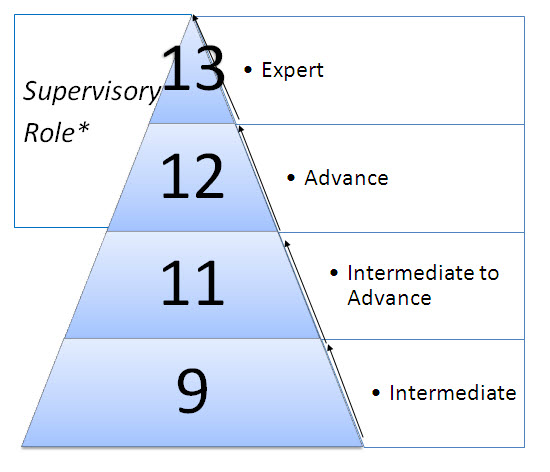 13
• Expert
Supervisory
Role*
12
• Advance
11
• Intermediate to
Advance
9
• Intermediate